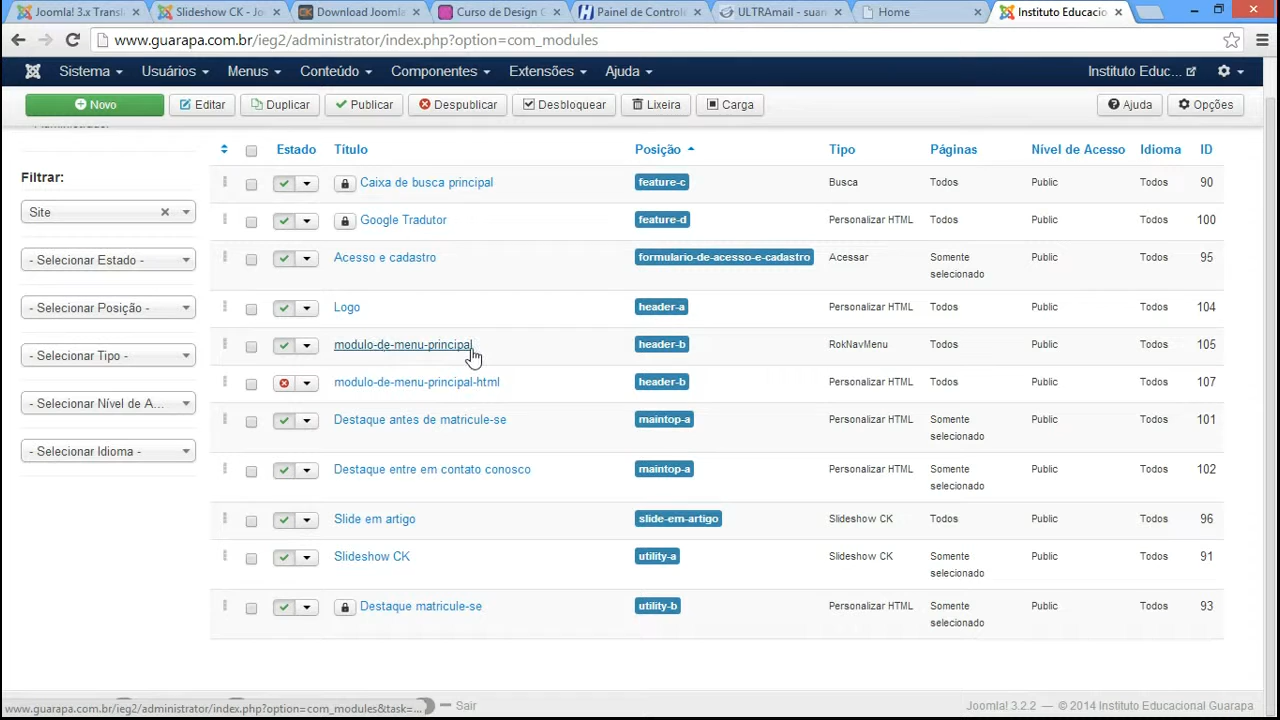 Joomla! 3.x Transl
Slideshow CK - Jo
Download Joomla
Curso de Design G
Painel de Control
ULTRAmail - suan
Home
Instituto Educacio
www.guarapa.com.br/ieg2/administrator/index.php?option=com_modules
Sistema Usuários Menus Conteúdo Componentes Extensões Ajuda Instituto Educ...
Novo Editar Duplicar Publicar Despublicar Desbloquear Lixeira Carga Ajuda Opções
Filtrar:
Site
- Selecionar Estado -
- Selecionar Posição -
- Selecionar Tipo -
- Selecionar Nível de A...
- Selecionar Idioma -
Estado Título Posição Tipo Páginas Nível de Acesso Idioma ID
Caixa de busca principal feature-c Busca Todos Public Todos 90
Google Tradutor feature-d Personalizar HTML Todos Public Todos 100
Acesso e cadastro formulario-de-acesso-e-cadastro Acessar Somente selecionado Public Todos 95
Logo header-a Personalizar HTML Todos Public Todos 104
modulo-de-menu-principal header-b RokNavMenu Todos Public Todos 105
modulo-de-menu-principal-html header-b Personalizar HTML Todos Public Todos 107
Destaque antes de matricule-se maintop-a Personalizar HTML Somente selecionado Public Todos 101
Destaque entre em contato conosco maintop-a Personalizar HTML Somente selecionado Public Todos 102
Slide em artigo slide-em-artigo Slideshow CK Todos Public Todos 96
Slideshow CK utility-a Slideshow CK Somente selecionado Public Todos 91
Destaque matricule-se utility-b Personalizar HTML Somente selecionado Public Todos 93
www.guarapa.com.br/ieg2/administrator/index.php?option=com_modules&task=...
Sair
Joomla! 3.2.2 — © 2014 Instituto Educacional Guarapa